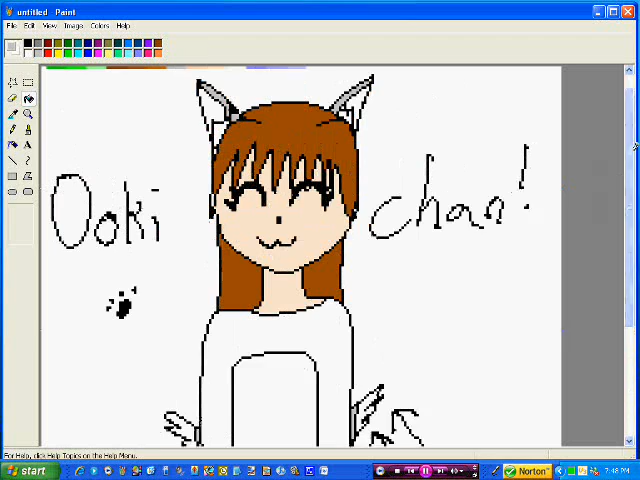 untitled - Paint
File Edit View Image Colors Help
A
Ooki chan!
For Help, click Help Topics on the Help Menu.
start Norton™ 7:48 PM